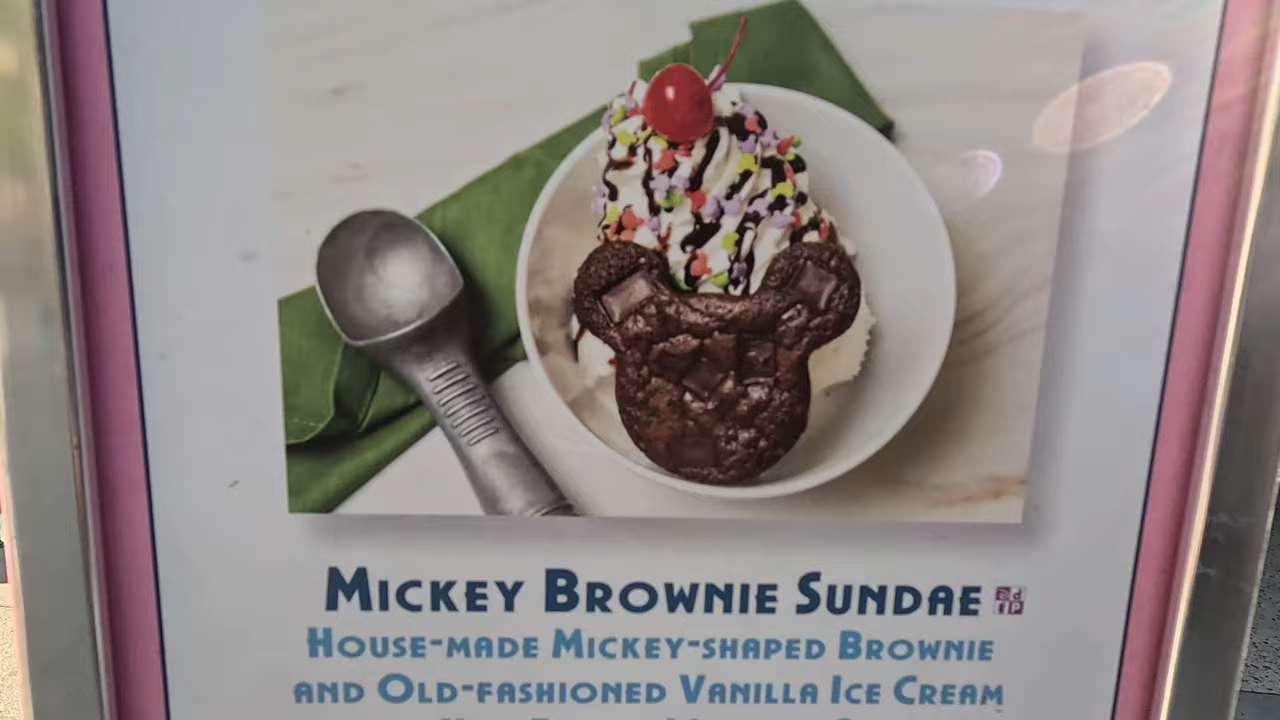 MICKEY BROWNIE SUNDAE
HOUSE-MADE MICKEY-SHAPED BROWNIE
AND OLD-FASHIONED VANILLA ICE CREAM